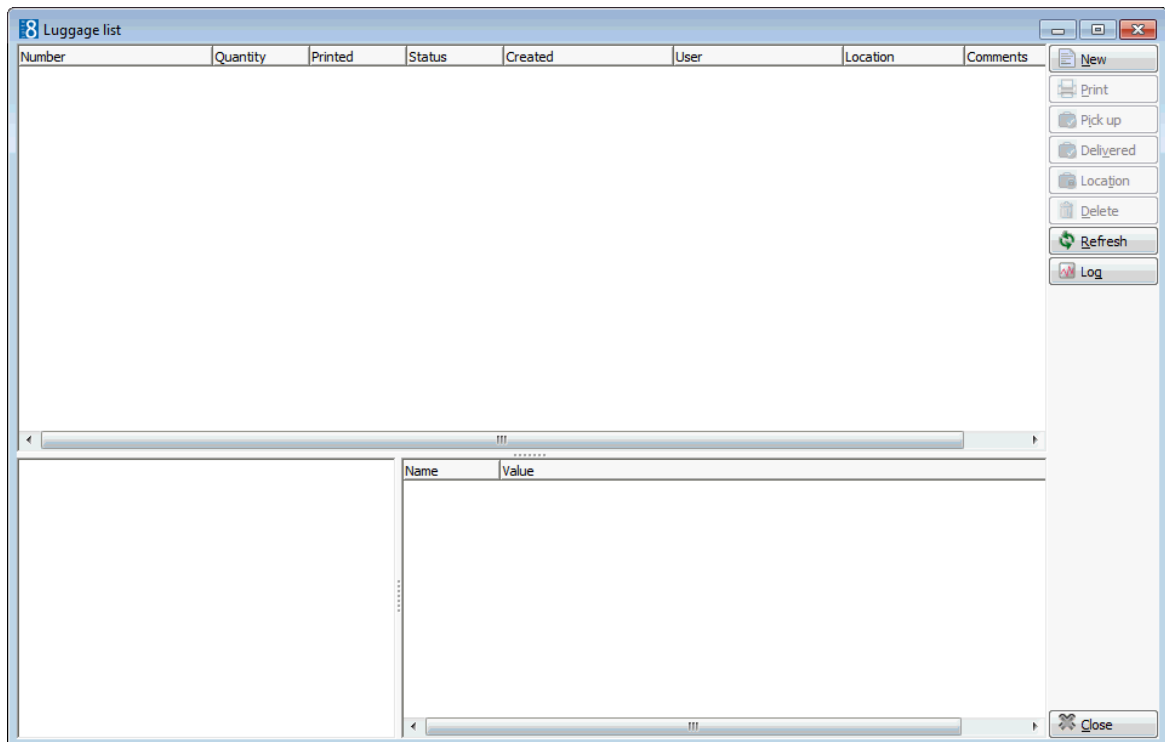 8 Luggage list
Number Quantity Printed Status Created User Location Comments
New
Print
Pick up
Delivered
Location
Delete
Refresh
Log
Name Value
Close